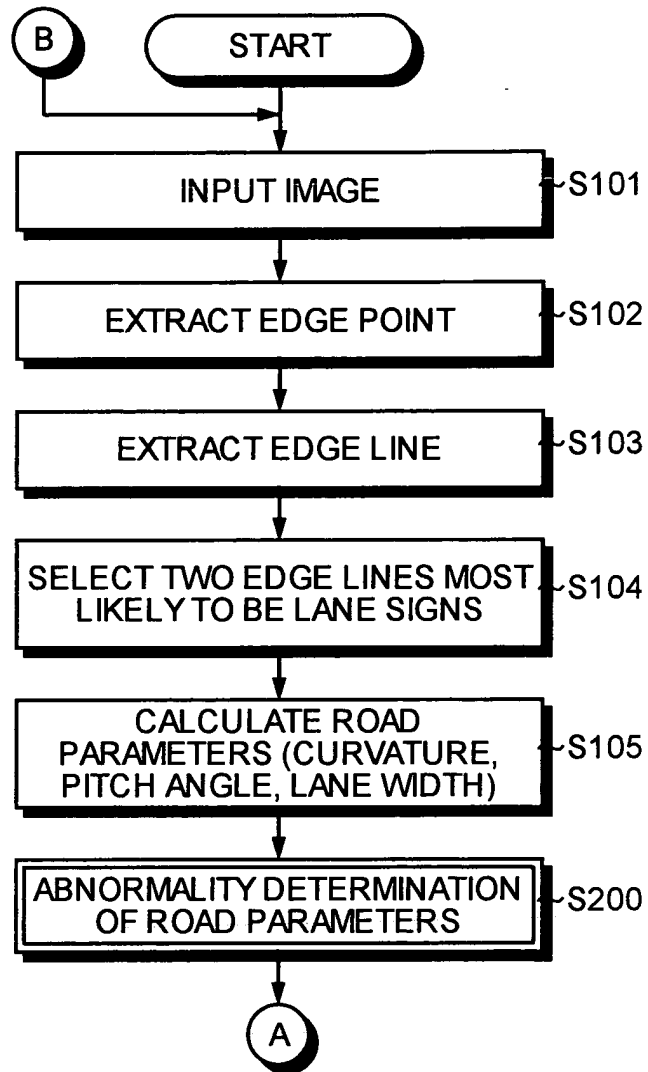 B
START
INPUT IMAGE
S101
EXTRACT EDGE POINT
S102
EXTRACT EDGE LINE
S103
SELECT TWO EDGE LINES MOST
LIKELY TO BE LANE SIGNS
S104
CALCULATE ROAD
PARAMETERS (CURVATURE,
PITCH ANGLE, LANE WIDTH)
S105
ABNORMALITY DETERMINATION
OF ROAD PARAMETERS
S200
A